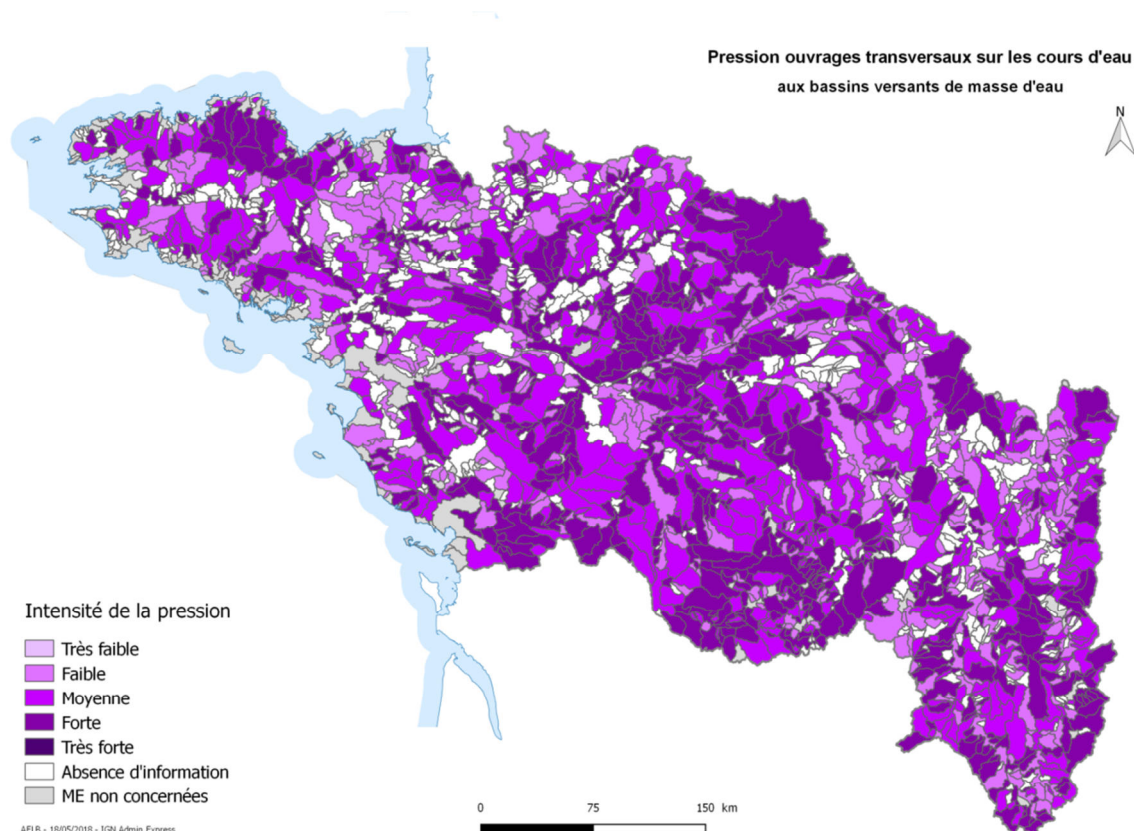 Pression ouvrages transversaux sur les cours d'eau
aux bassins versants de masse d'eau
N
Intensité de la pression
Très faible
Faible
Moyenne
Forte
Très forte
Absence d'information
ME non concernées
0 75 150 km
AELB - 18/05/2018 - IGN Admin Express